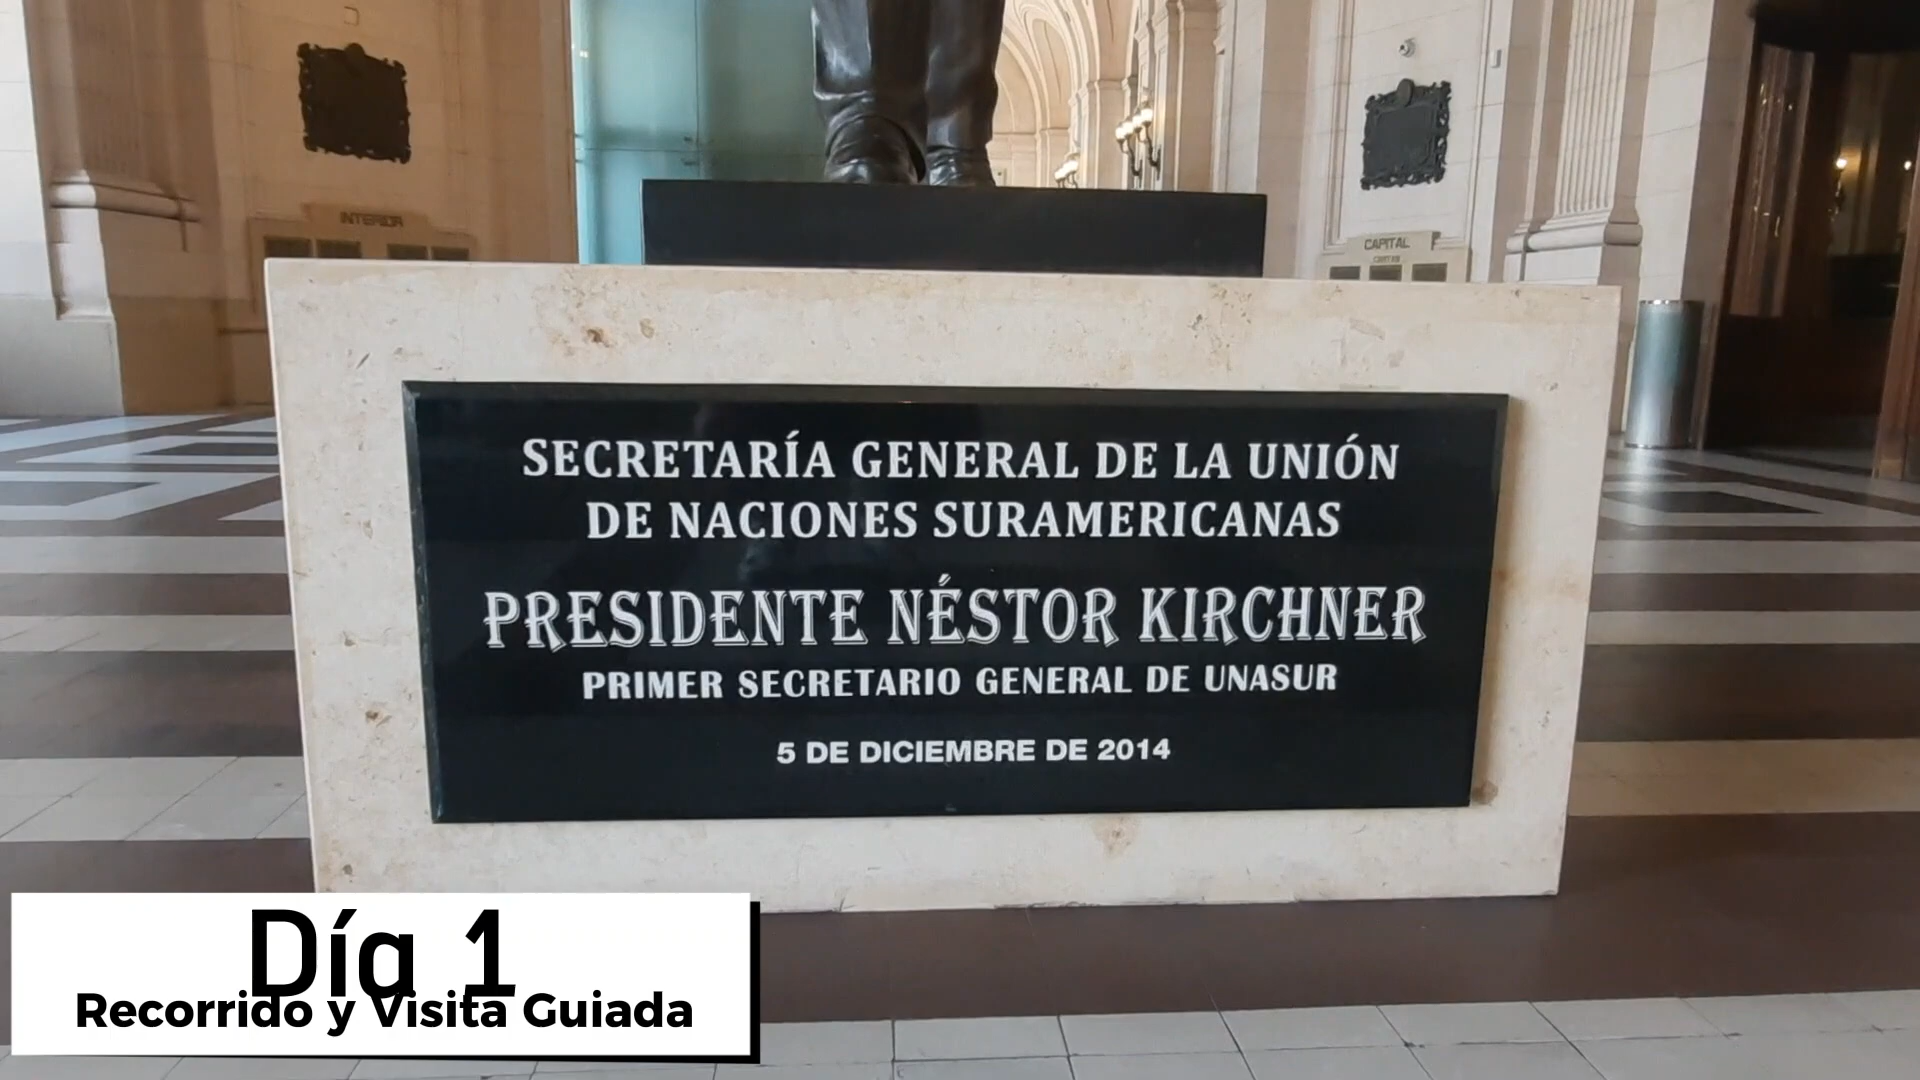 INTERIOR
CAPITAL
CARTAS
SECRETARÍA GENERAL DE LA UNIÓN
DE NACIONES SURAMERICANAS
PRESIDENTE NÉSTOR KIRCHNER
PRIMER SECRETARIO GENERAL DE UNASUR
5 DE DICIEMBRE DE 2014
Día 1
Recorrido y Visita Guiada